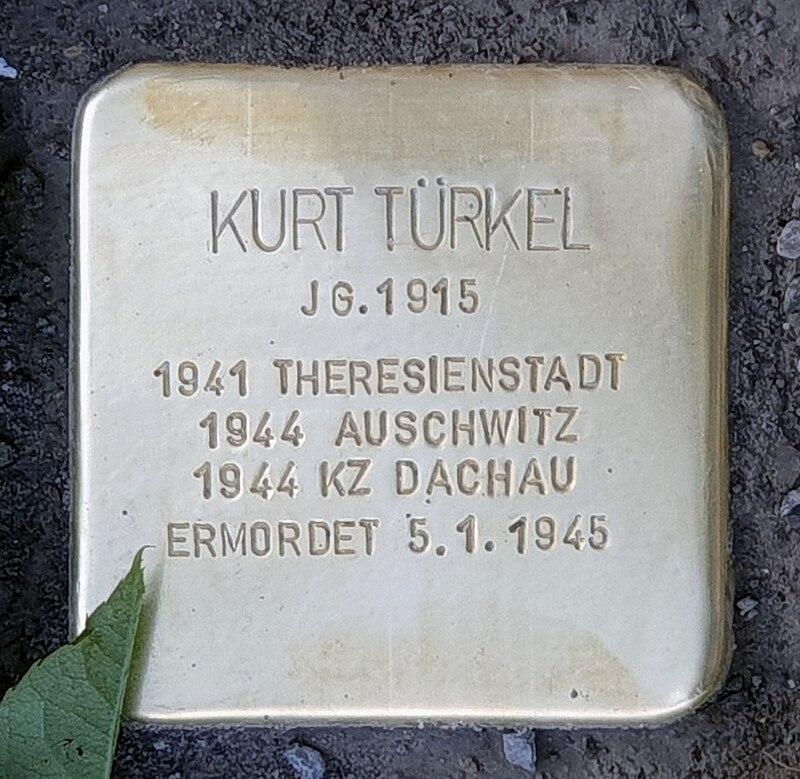 KURT TÜRKEL
JG.1915
1941 THERESIENSTADT
1944 AUSCHWITZ
1944 KZ DACHAU
ERMORDET 5.1.1945